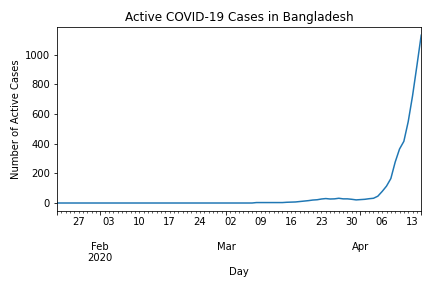 Active COVID-19 Cases in Bangladesh
1000
800
600
400
200
0
Number of Active Cases
27 03 10 17 24 02 09 16 23 30 06 13
Feb Mar Apr
2020
Day